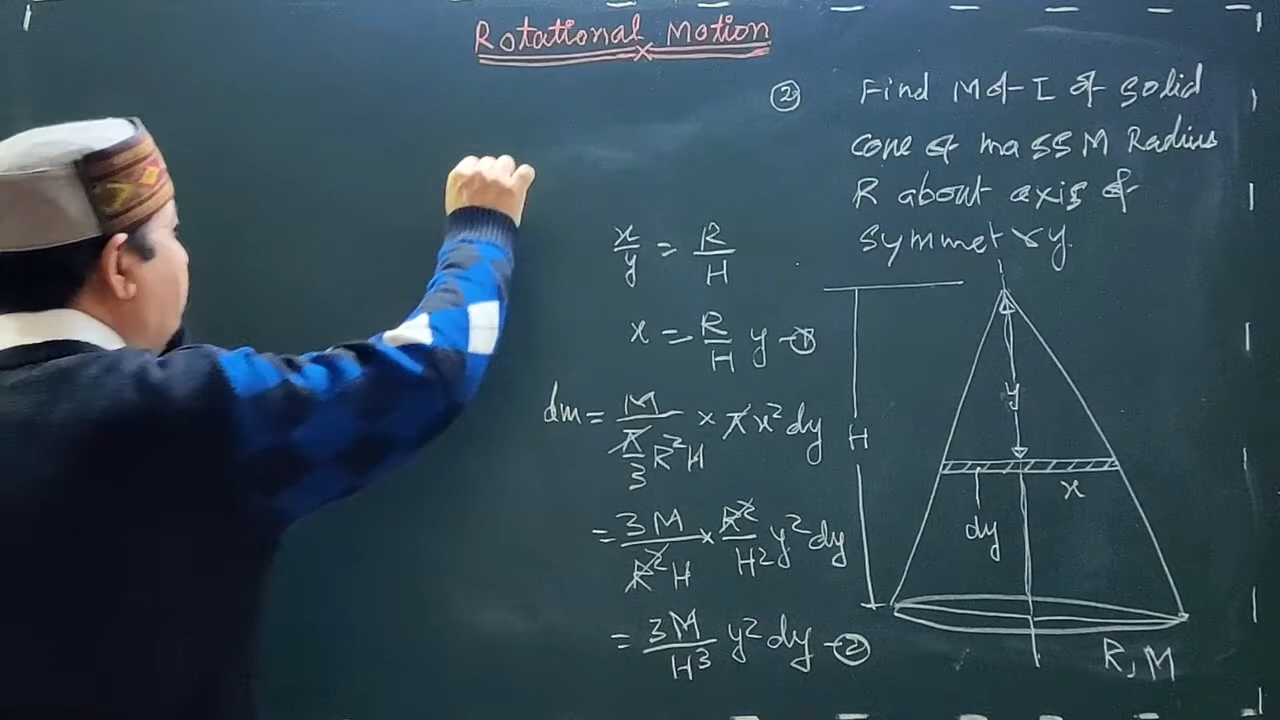 Rotational Motion
② Find M of I of solid
cone of mass M Radius
R about axis of
symmetry.
x/y = R/H
x = R/H y -①
dm = M/(π/3 R²H) × πx²dy
= 3M/(R²H) × R²/H² y²dy
= 3M/H³ y²dy -②
H
y
x
dy
R, M